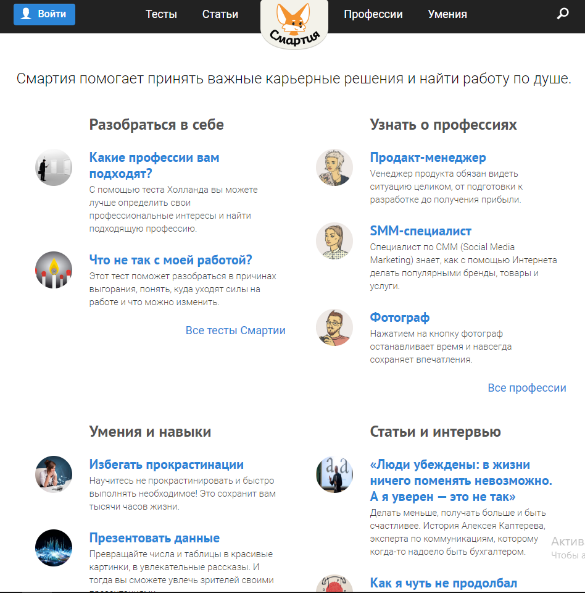 Войти
Тесты
Статьи
Смартия
Профессии
Умения
Смартия помогает принять важные карьерные решения и найти работу по душе.
Разобраться в себе
Какие профессии вам
подходят?
С помощью теста Холланда вы можете
лучше определить свои
профессиональные интересы и найти
подходящую профессию.
Что не так с моей работой?
Этот тест поможет разобраться в причинах
выгорания, понять, куда уходят силы на
работе и что можно изменить.
Все тесты Смартии
Узнать о профессиях
Продакт-менеджер
Менеджер продукта обязан видеть
ситуацию целиком, от подготовки к
разработке до получения прибыли.
SMM-специалист
Специалист по СММ (Social Media
Marketing) знает, как с помощью Интернета
делать популярными бренды, товары и
услуги.
Фотограф
Нажатием на кнопку фотограф
останавливает время и навсегда
сохраняет впечатления.
Все профессии
Умения и навыки
Избегать прокрастинации
Научитесь не прокрастинировать и быстро
выполнять необходимое! Это сохранит вам
тысячи часов жизни.
Презентовать данные
Превращайте числа и таблицы в красивые
картинки, в увлекательные рассказы. И
тогда вы сможете увлечь зрителей своими
Статьи и интервью
«Люди убеждены: в жизни
ничего поменять невозможно.
А я уверен — это не так»
Делать меньше, получать больше и быть
счастливее. История Алексея Каптерева,
эксперта по коммуникациям, которому
когда-то надоело быть бухгалтером.
Как я чуть не продолбал
Актив
Чтобы а